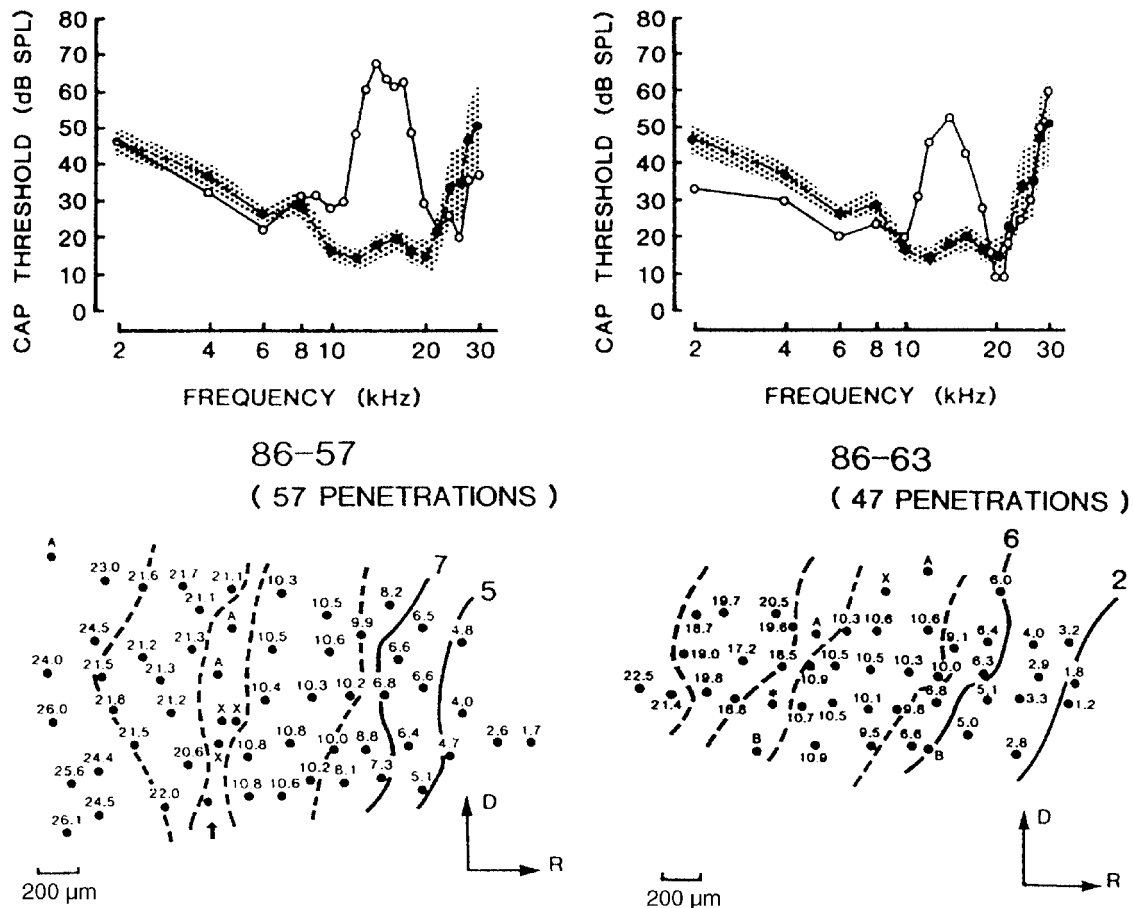 80
70
60
50
40
30
20
10
0
CAP THRESHOLD (dB SPL)
2 4 6 8 10 20 30
FREQUENCY (kHz)
80
70
60
50
40
30
20
10
0
CAP THRESHOLD (dB SPL)
2 4 6 8 10 20 30
FREQUENCY (kHz)
86-57
( 57 PENETRATIONS )
A 7
23.0 21.6 21.7 21.1 10.3 8.2 5
21.1 10.5 9.9 6.5
24.5 21.2 21.3 A 10.5 10.6 6.6 4.8
24.0 21.5 21.3 A 10.4 10.3 10.2 6.8 6.6
26.0 21.8 21.2 X X 4.0
21.5 20.6 X 10.8 10.8 10.0 8.8 6.4 4.7 2.6 1.7
25.6 24.4 22.0 10.8 10.6 10.2 8.1 7.3 5.1
26.1 24.5
D
R
200 µm
86-63
( 47 PENETRATIONS )
6
A 2
X 6.0
18.7 19.7 20.5 19.6 A 10.3 10.6 10.6 9.1 6.4 4.0 3.2
19.0 17.2 18.5 10.5 10.5 10.3 10.0 6.3 2.9 1.8
22.5 21.4 19.8 18.8 * 10.9 10.7 10.5 10.1 9.8 8.8 5.1 3.3 1.2
B 10.9 9.5 6.6 B 5.0 2.8
D
R
200 µm